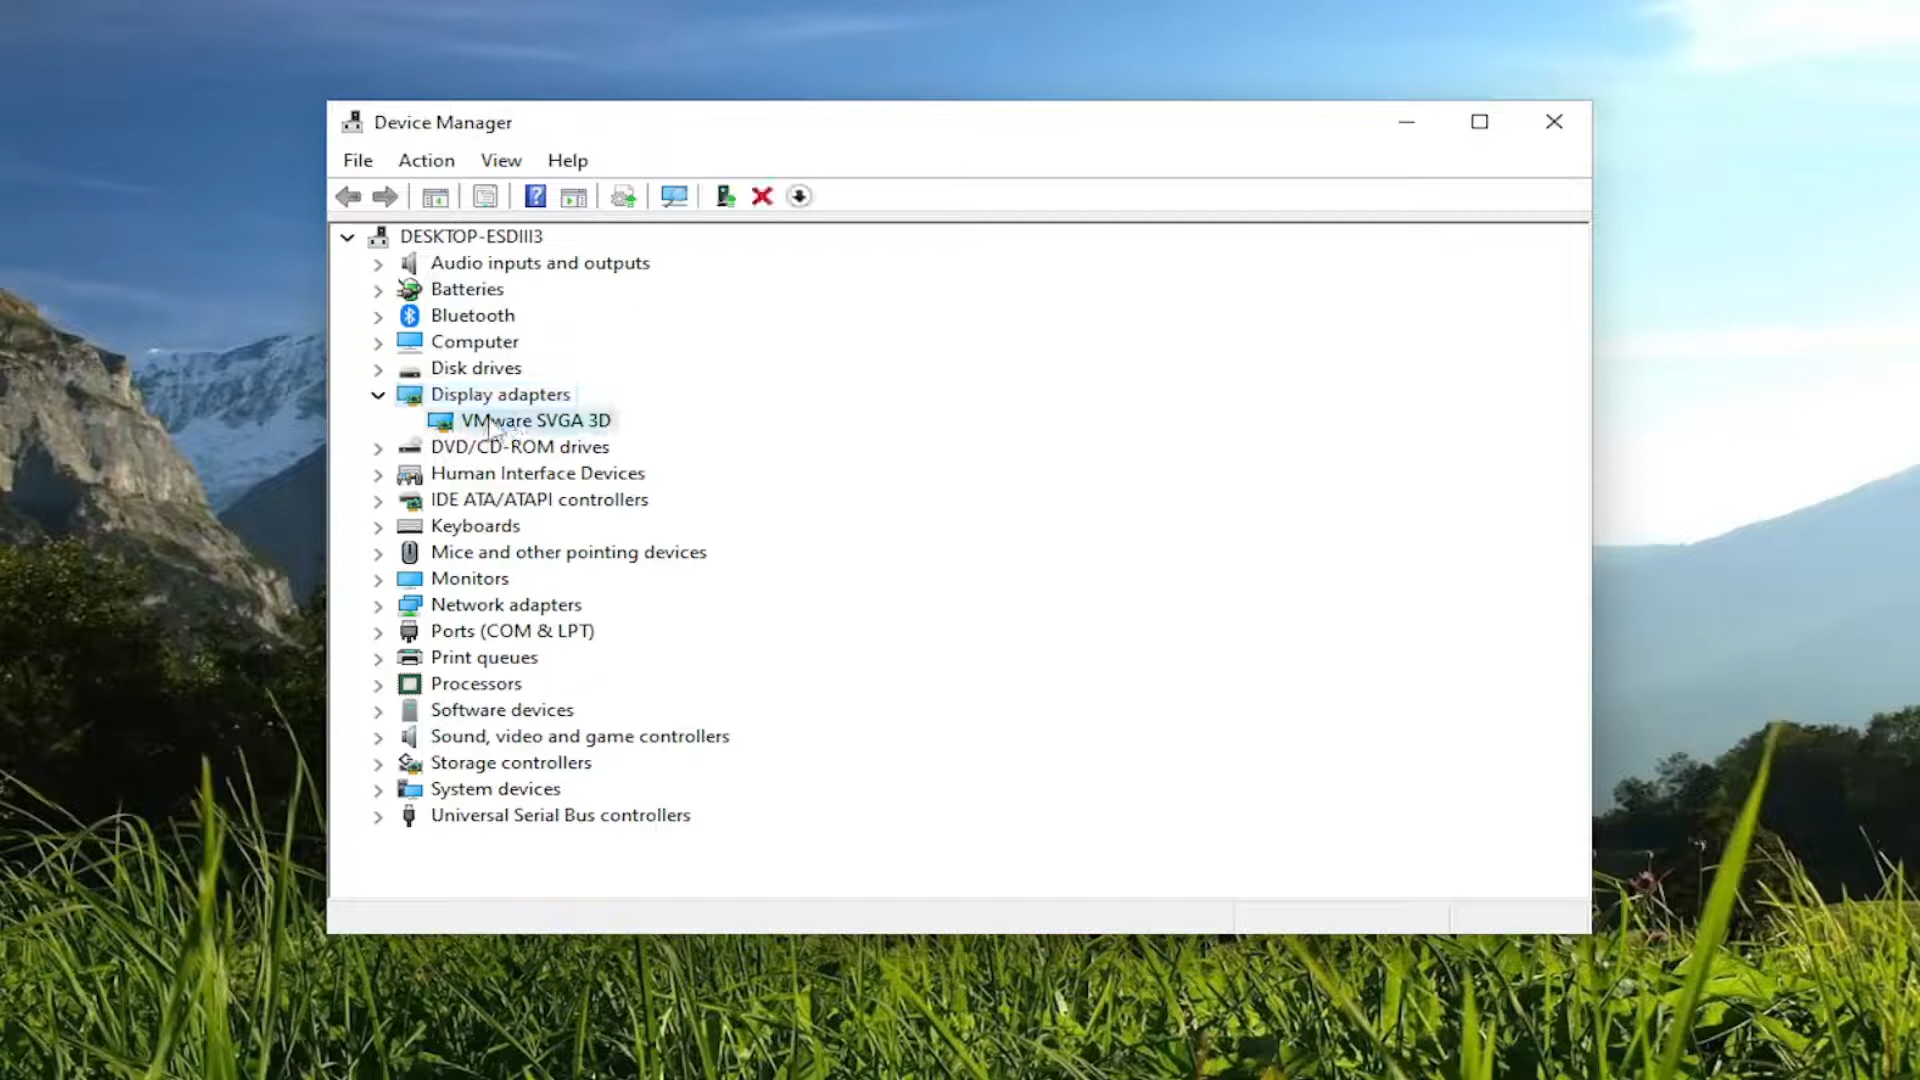 Device Manager
File Action View Help
DESKTOP-ESDIII3
Audio inputs and outputs
Batteries
Bluetooth
Computer
Disk drives
Display adapters
VMware SVGA 3D
DVD/CD-ROM drives
Human Interface Devices
IDE ATA/ATAPI controllers
Keyboards
Mice and other pointing devices
Monitors
Network adapters
Ports (COM & LPT)
Print queues
Processors
Software devices
Sound, video and game controllers
Storage controllers
System devices
Universal Serial Bus controllers